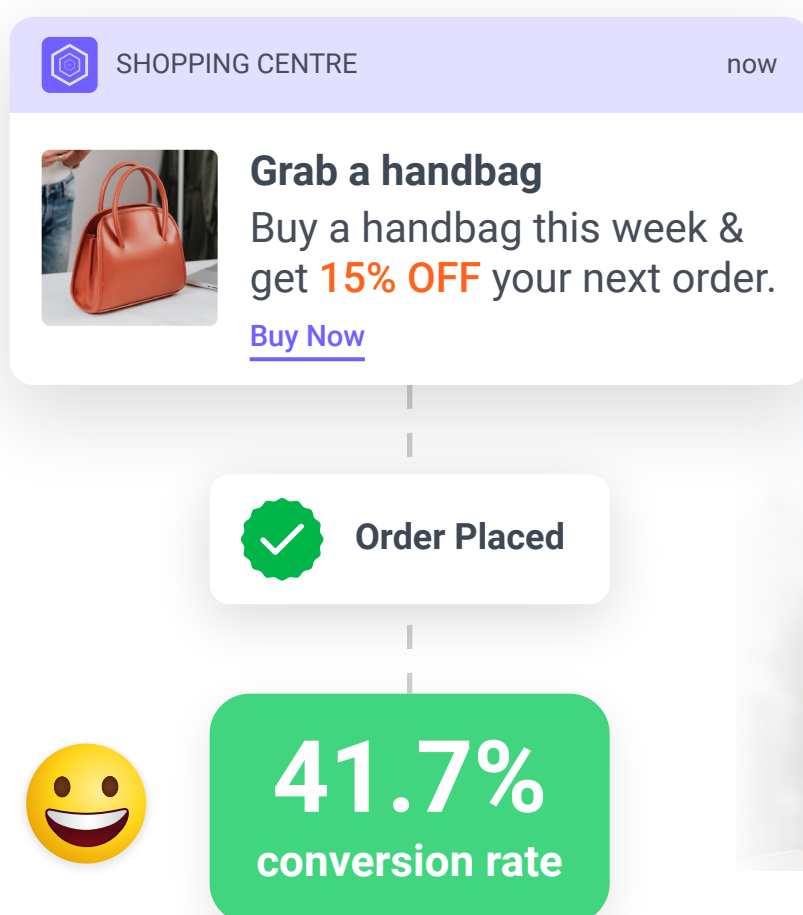 SHOPPING CENTRE
now
Grab a handbag
Buy a handbag this week &
get 15% OFF your next order.
Buy Now
Order Placed
41.7%
conversion rate